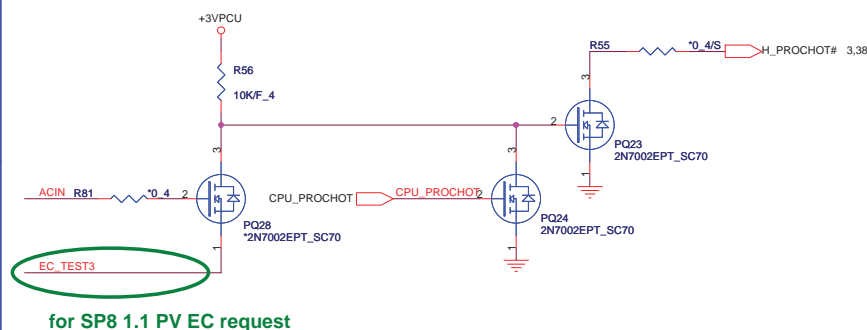 +3VPCU
R56
10K/F_4
R55
*0_4/S
H_PROCHOT# 3,38
3
2
PQ23
2N7002EPT_SC70
1
3
ACIN
R81
*0_4
2
PQ28
*2N7002EPT_SC70
1
CPU_PROCHOT
CPU_PROCHOT
3
2
PQ24
2N7002EPT_SC70
1
EC_TEST3
for SP8 1.1 PV EC request